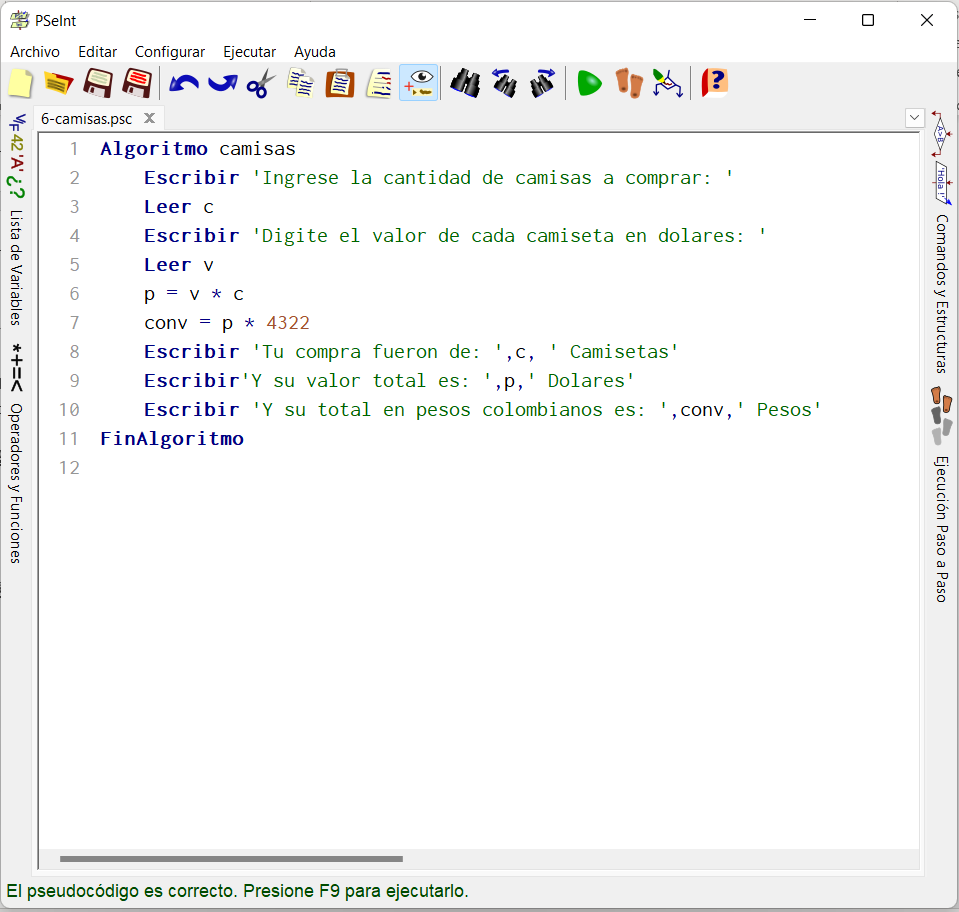 PSeInt
Archivo Editar Configurar Ejecutar Ayuda
6-camisas.psc
1 Algoritmo camisas
2 Escribir 'Ingrese la cantidad de camisas a comprar: '
3 Leer c
4 Escribir 'Digite el valor de cada camiseta en dolares: '
5 Leer v
6 p = v * c
7 conv = p * 4322
8 Escribir 'Tu compra fueron de: ',c, ' Camisetas'
9 Escribir'Y su valor total es: ',p,' Dolares'
10 Escribir 'Y su total en pesos colombianos es: ',conv,' Pesos'
11 FinAlgoritmo
12
V/F 42 'A' ¿? Lista de Variables
*+=< Operadores y Funciones
A>B
'Hola !'
Comandos y Estructuras
Ejecución Paso a Paso
El pseudocódigo es correcto. Presione F9 para ejecutarlo.